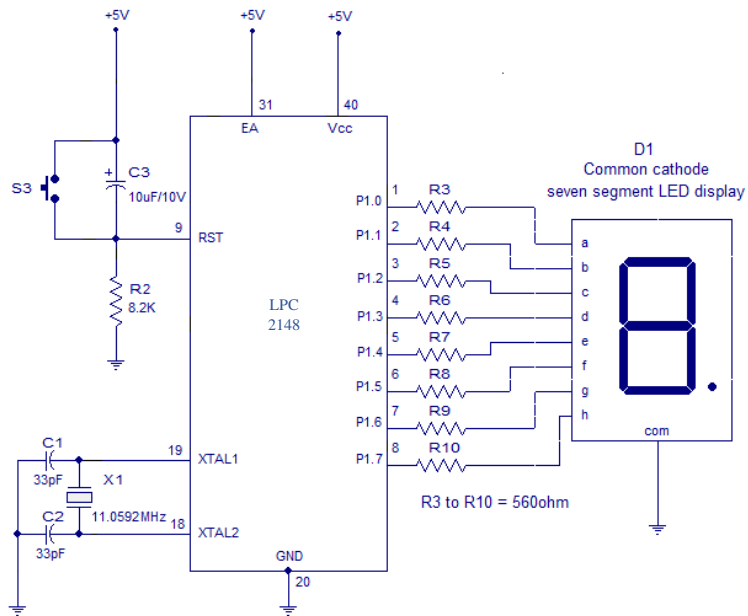 +5V
+5V
+5V
31
40
EA
Vcc
D1
Common cathode
seven segment LED display
S3
+
C3
10uF/10V
9
RST
R2
8.2K
LPC
2148
P1.0
1
R3
a
P1.1
2
R4
b
P1.2
3
R5
c
P1.3
4
R6
d
P1.4
5
R7
e
P1.5
6
R8
f
P1.6
7
R9
g
P1.7
8
R10
h
com
R3 to R10 = 560ohm
C1
33pF
19
XTAL1
X1
11.0592MHz
C2
33pF
18
XTAL2
GND
20